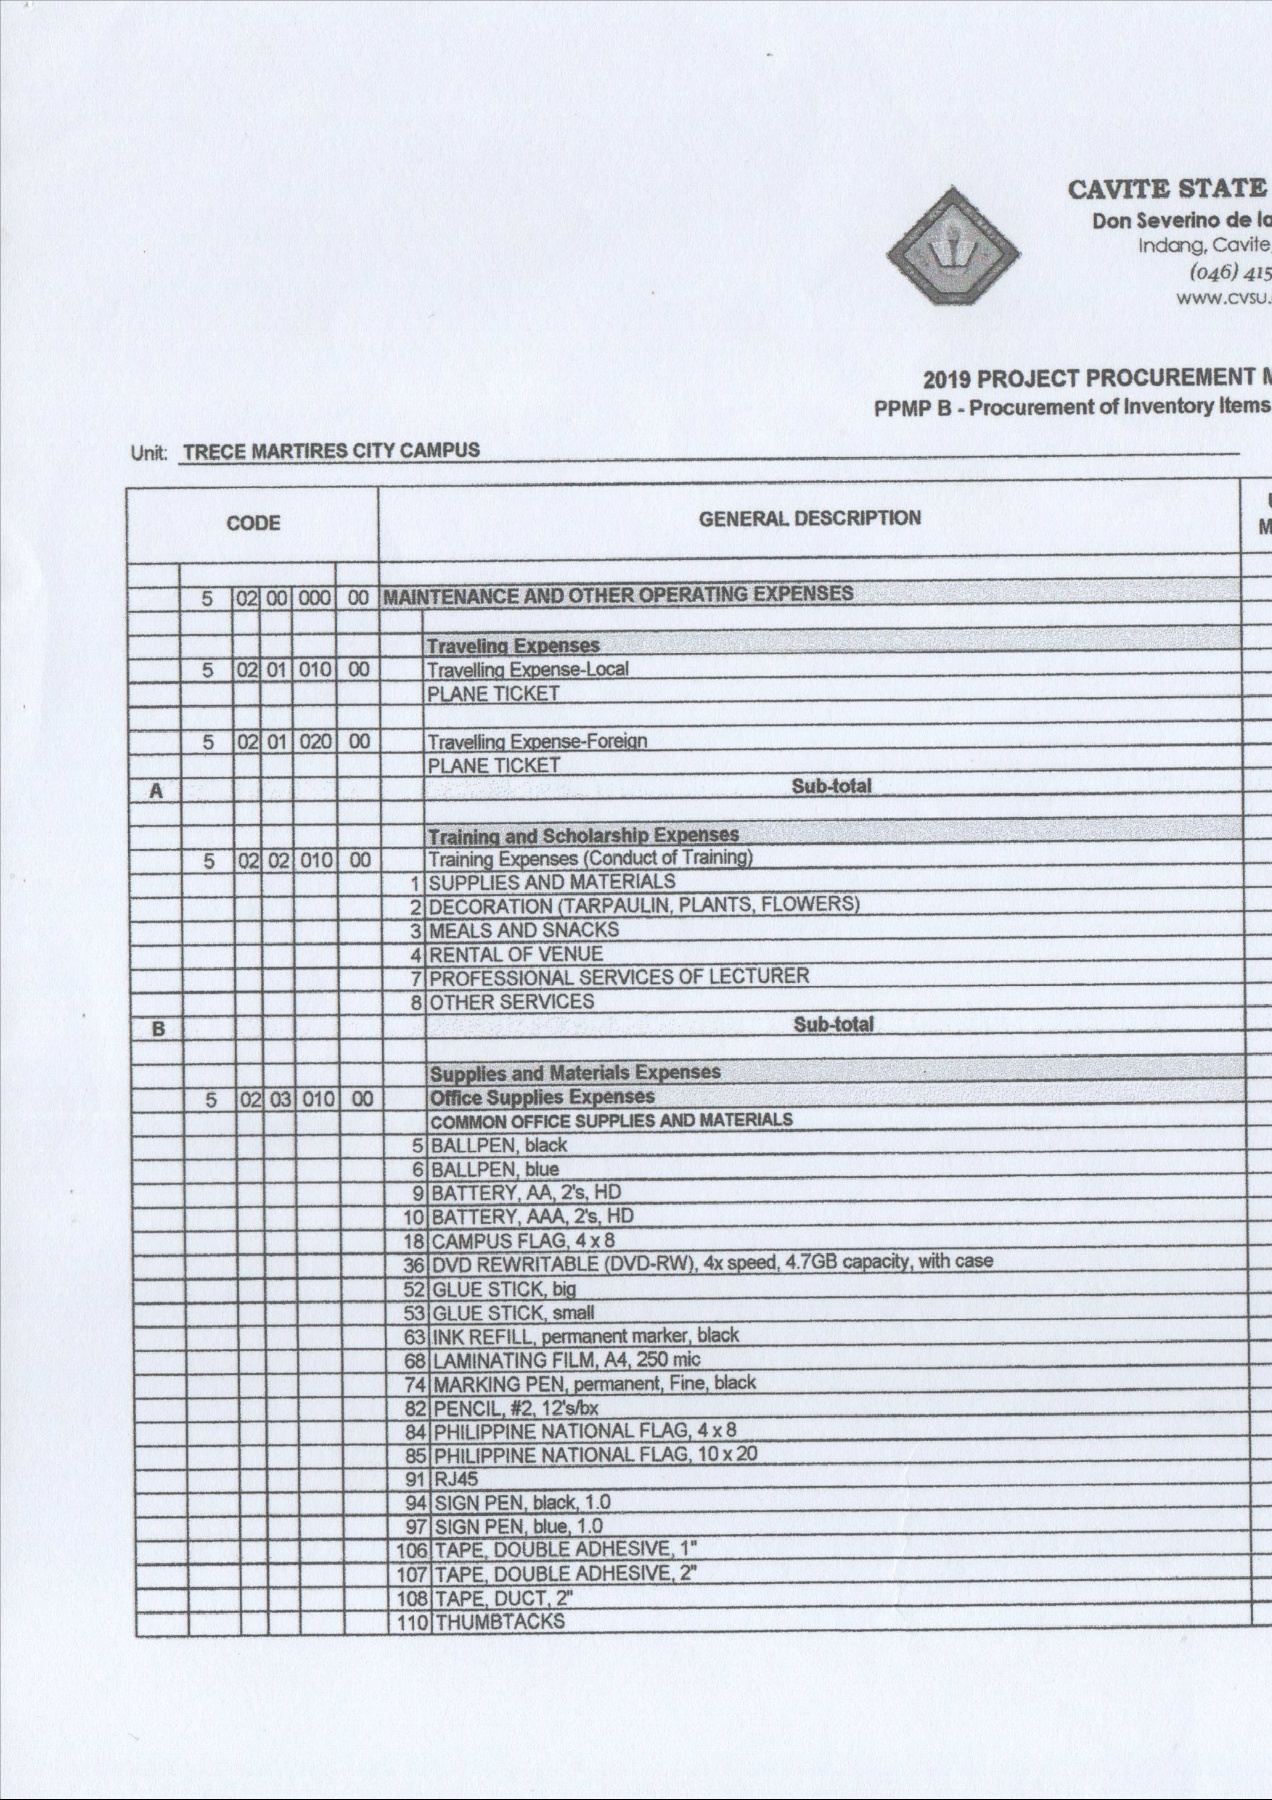 CAVITE STATE
Don Severino de la
Indang, Cavite,
(046) 415
www.cvsu.
2019 PROJECT PROCUREMENT M
PPMP B - Procurement of Inventory Items
Unit: TRECE MARTIRES CITY CAMPUS
CODE GENERAL DESCRIPTION
5 02 00 000 00 MAINTENANCE AND OTHER OPERATING EXPENSES
Traveling Expenses
5 02 01 010 00 Travelling Expense-Local
PLANE TICKET
5 02 01 020 00 Travelling Expense-Foreign
PLANE TICKET
A Sub-total
Training and Scholarship Expenses
5 02 02 010 00 Training Expenses (Conduct of Training)
1 SUPPLIES AND MATERIALS
2 DECORATION (TARPAULIN, PLANTS, FLOWERS)
3 MEALS AND SNACKS
4 RENTAL OF VENUE
7 PROFESSIONAL SERVICES OF LECTURER
8 OTHER SERVICES
B Sub-total
Supplies and Materials Expenses
5 02 03 010 00 Office Supplies Expenses
COMMON OFFICE SUPPLIES AND MATERIALS
5 BALLPEN, black
6 BALLPEN, blue
9 BATTERY, AA, 2's, HD
10 BATTERY, AAA, 2's, HD
18 CAMPUS FLAG, 4 x 8
36 DVD REWRITABLE (DVD-RW), 4x speed, 4.7GB capacity, with case
52 GLUE STICK, big
53 GLUE STICK, small
63 INK REFILL, permanent marker, black
68 LAMINATING FILM, A4, 250 mic
74 MARKING PEN, permanent, Fine, black
82 PENCIL, #2, 12's/bx
84 PHILIPPINE NATIONAL FLAG, 4 x 8
85 PHILIPPINE NATIONAL FLAG, 10 x 20
91 RJ45
94 SIGN PEN, black, 1.0
97 SIGN PEN, blue, 1.0
106 TAPE, DOUBLE ADHESIVE, 1"
107 TAPE, DOUBLE ADHESIVE, 2"
108 TAPE, DUCT, 2"
110 THUMBTACKS